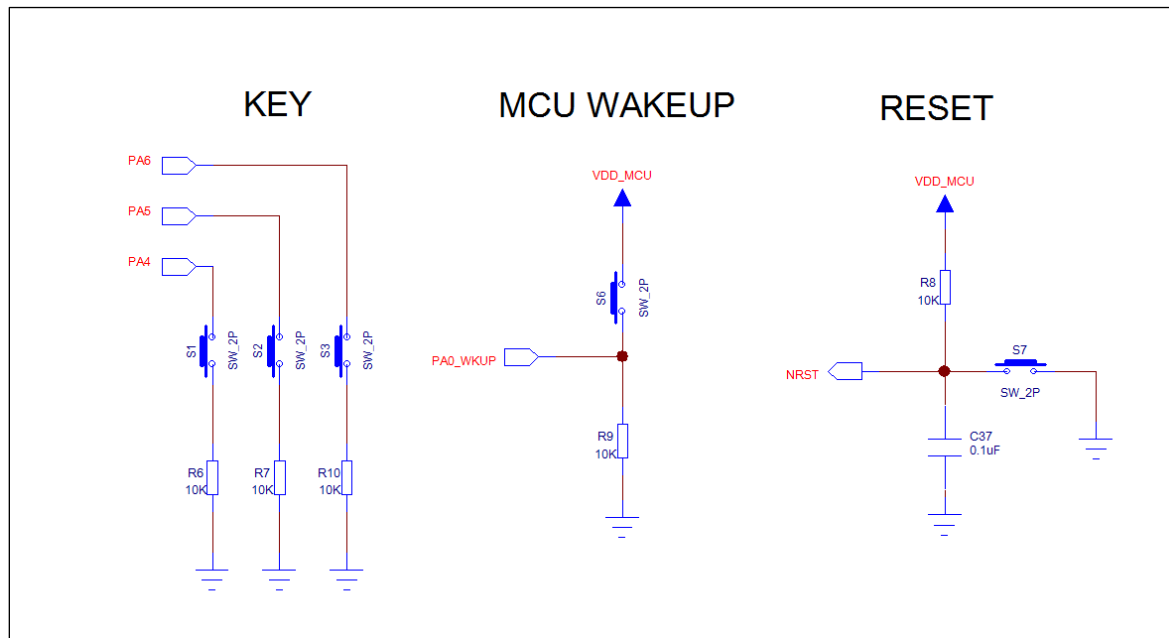 KEY
PA6
PA5
PA4
S1
SW_2P
S2
SW_2P
S3
SW_2P
R6
10K
R7
10K
R10
10K
MCU WAKEUP
VDD_MCU
S6
SW_2P
PA0_WKUP
R9
10K
RESET
VDD_MCU
R8
10K
S7
SW_2P
NRST
C37
0.1uF